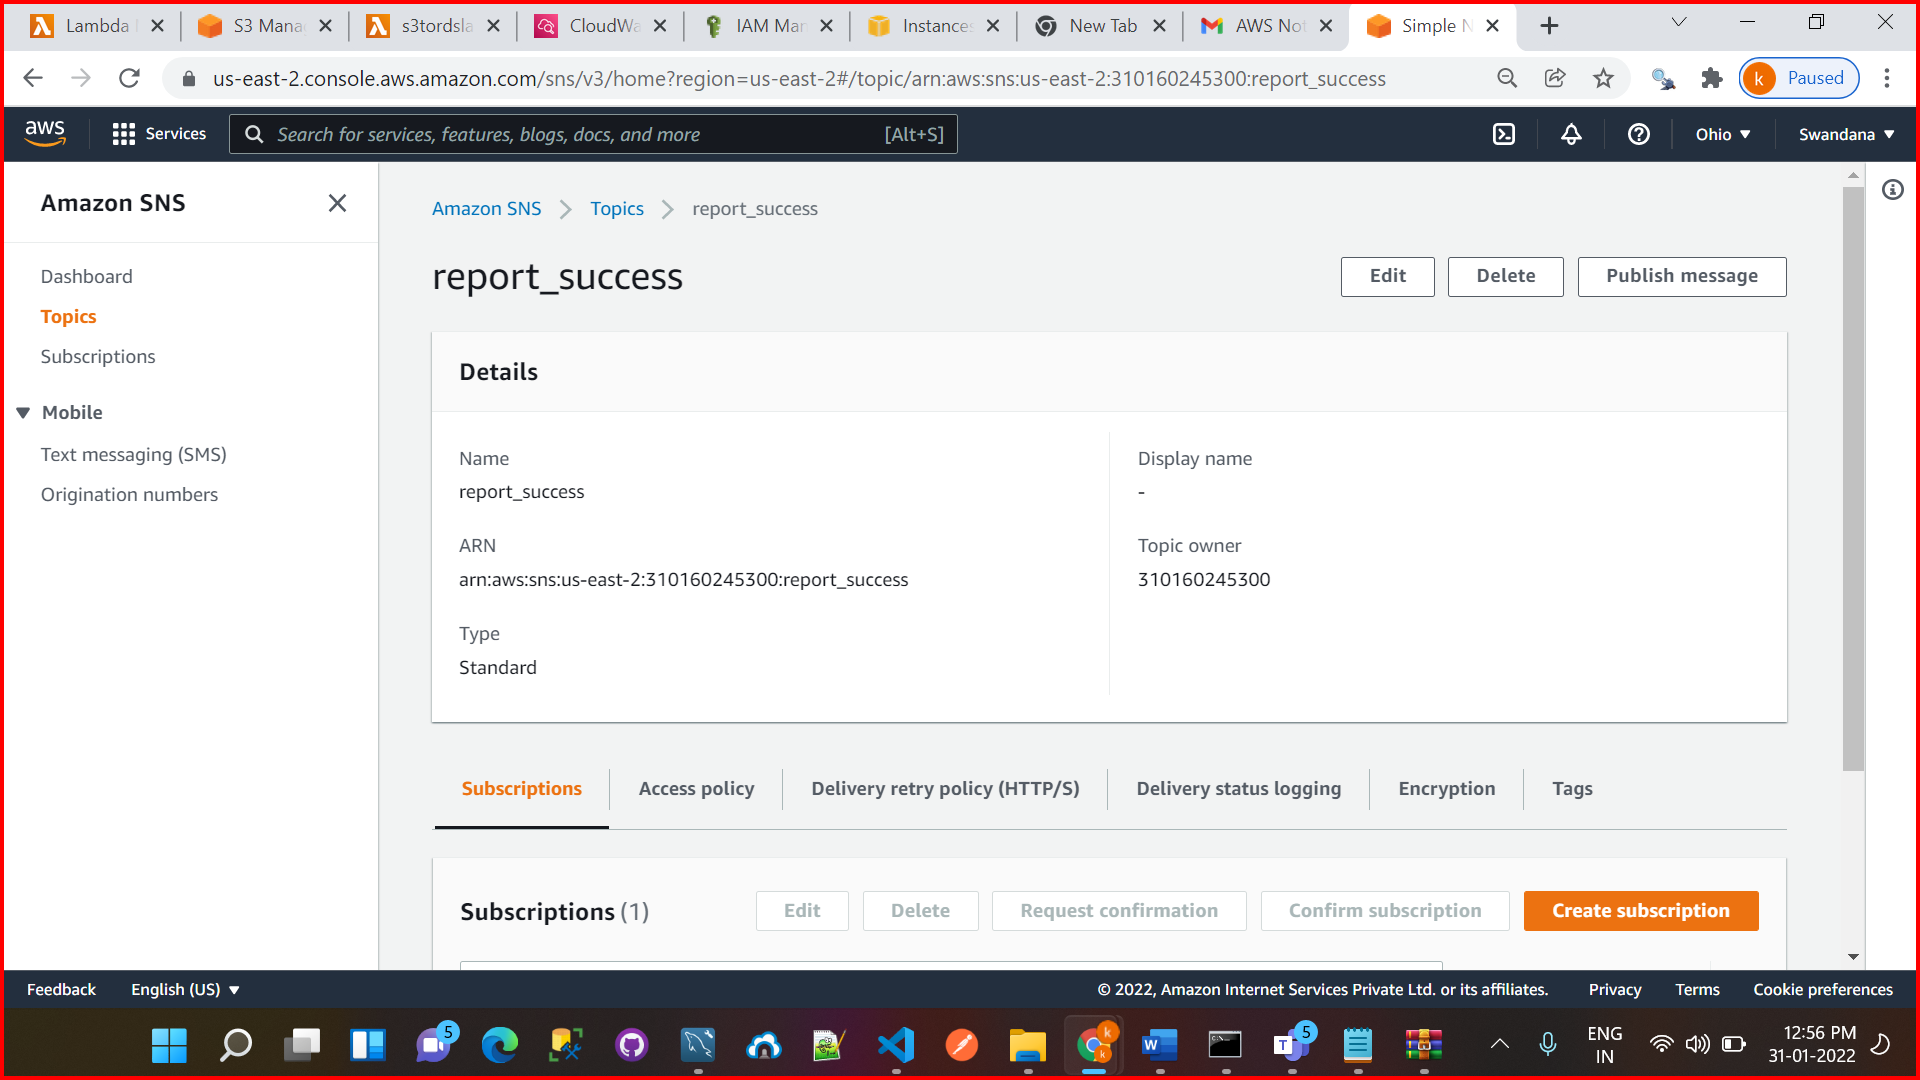 Lambda
S3 Mana
s3tordsla
CloudWa
IAM Man
Instances
New Tab
AWS Not
Simple N
us-east-2.console.aws.amazon.com/sns/v3/home?region=us-east-2#/topic/arn:aws:sns:us-east-2:310160245300:report_success
k
Paused
aws
Services
Search for services, features, blogs, docs, and more
[Alt+S]
Ohio
Swandana
Amazon SNS
Dashboard
Topics
Subscriptions
Mobile
Text messaging (SMS)
Origination numbers
Amazon SNS
Topics
report_success
report_success
Edit
Delete
Publish message
Details
Name
report_success
ARN
arn:aws:sns:us-east-2:310160245300:report_success
Type
Standard
Display name
-
Topic owner
310160245300
Subscriptions
Access policy
Delivery retry policy (HTTP/S)
Delivery status logging
Encryption
Tags
Subscriptions (1)
Edit
Delete
Request confirmation
Confirm subscription
Create subscription
Feedback
English (US)
© 2022, Amazon Internet Services Private Ltd. or its affiliates.
Privacy
Terms
Cookie preferences
5
k
k
W
T
5
ENG
IN
12:56 PM
31-01-2022